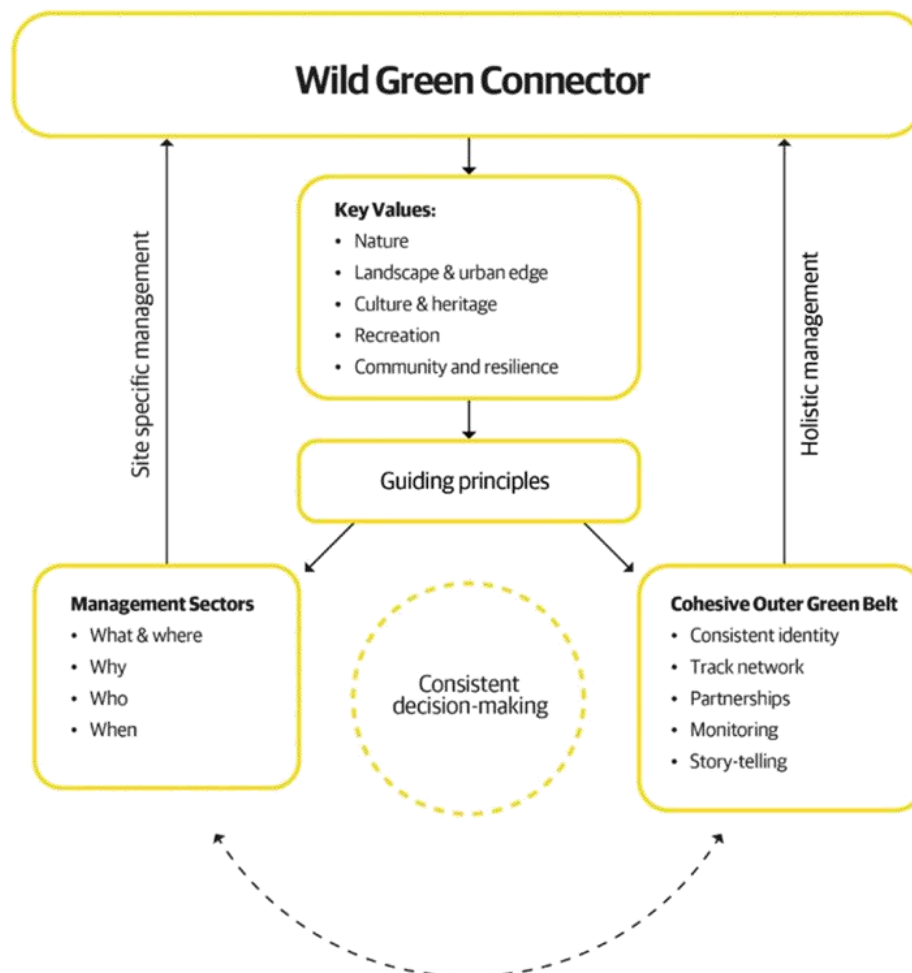 Wild Green Connector
Key Values:
• Nature
• Landscape & urban edge
• Culture & heritage
• Recreation
• Community and resilience
Site specific management
Holistic management
Guiding principles
Management Sectors
• What & where
• Why
• Who
• When
Consistent
decision-making
Cohesive Outer Green Belt
• Consistent identity
• Track network
• Partnerships
• Monitoring
• Story-telling